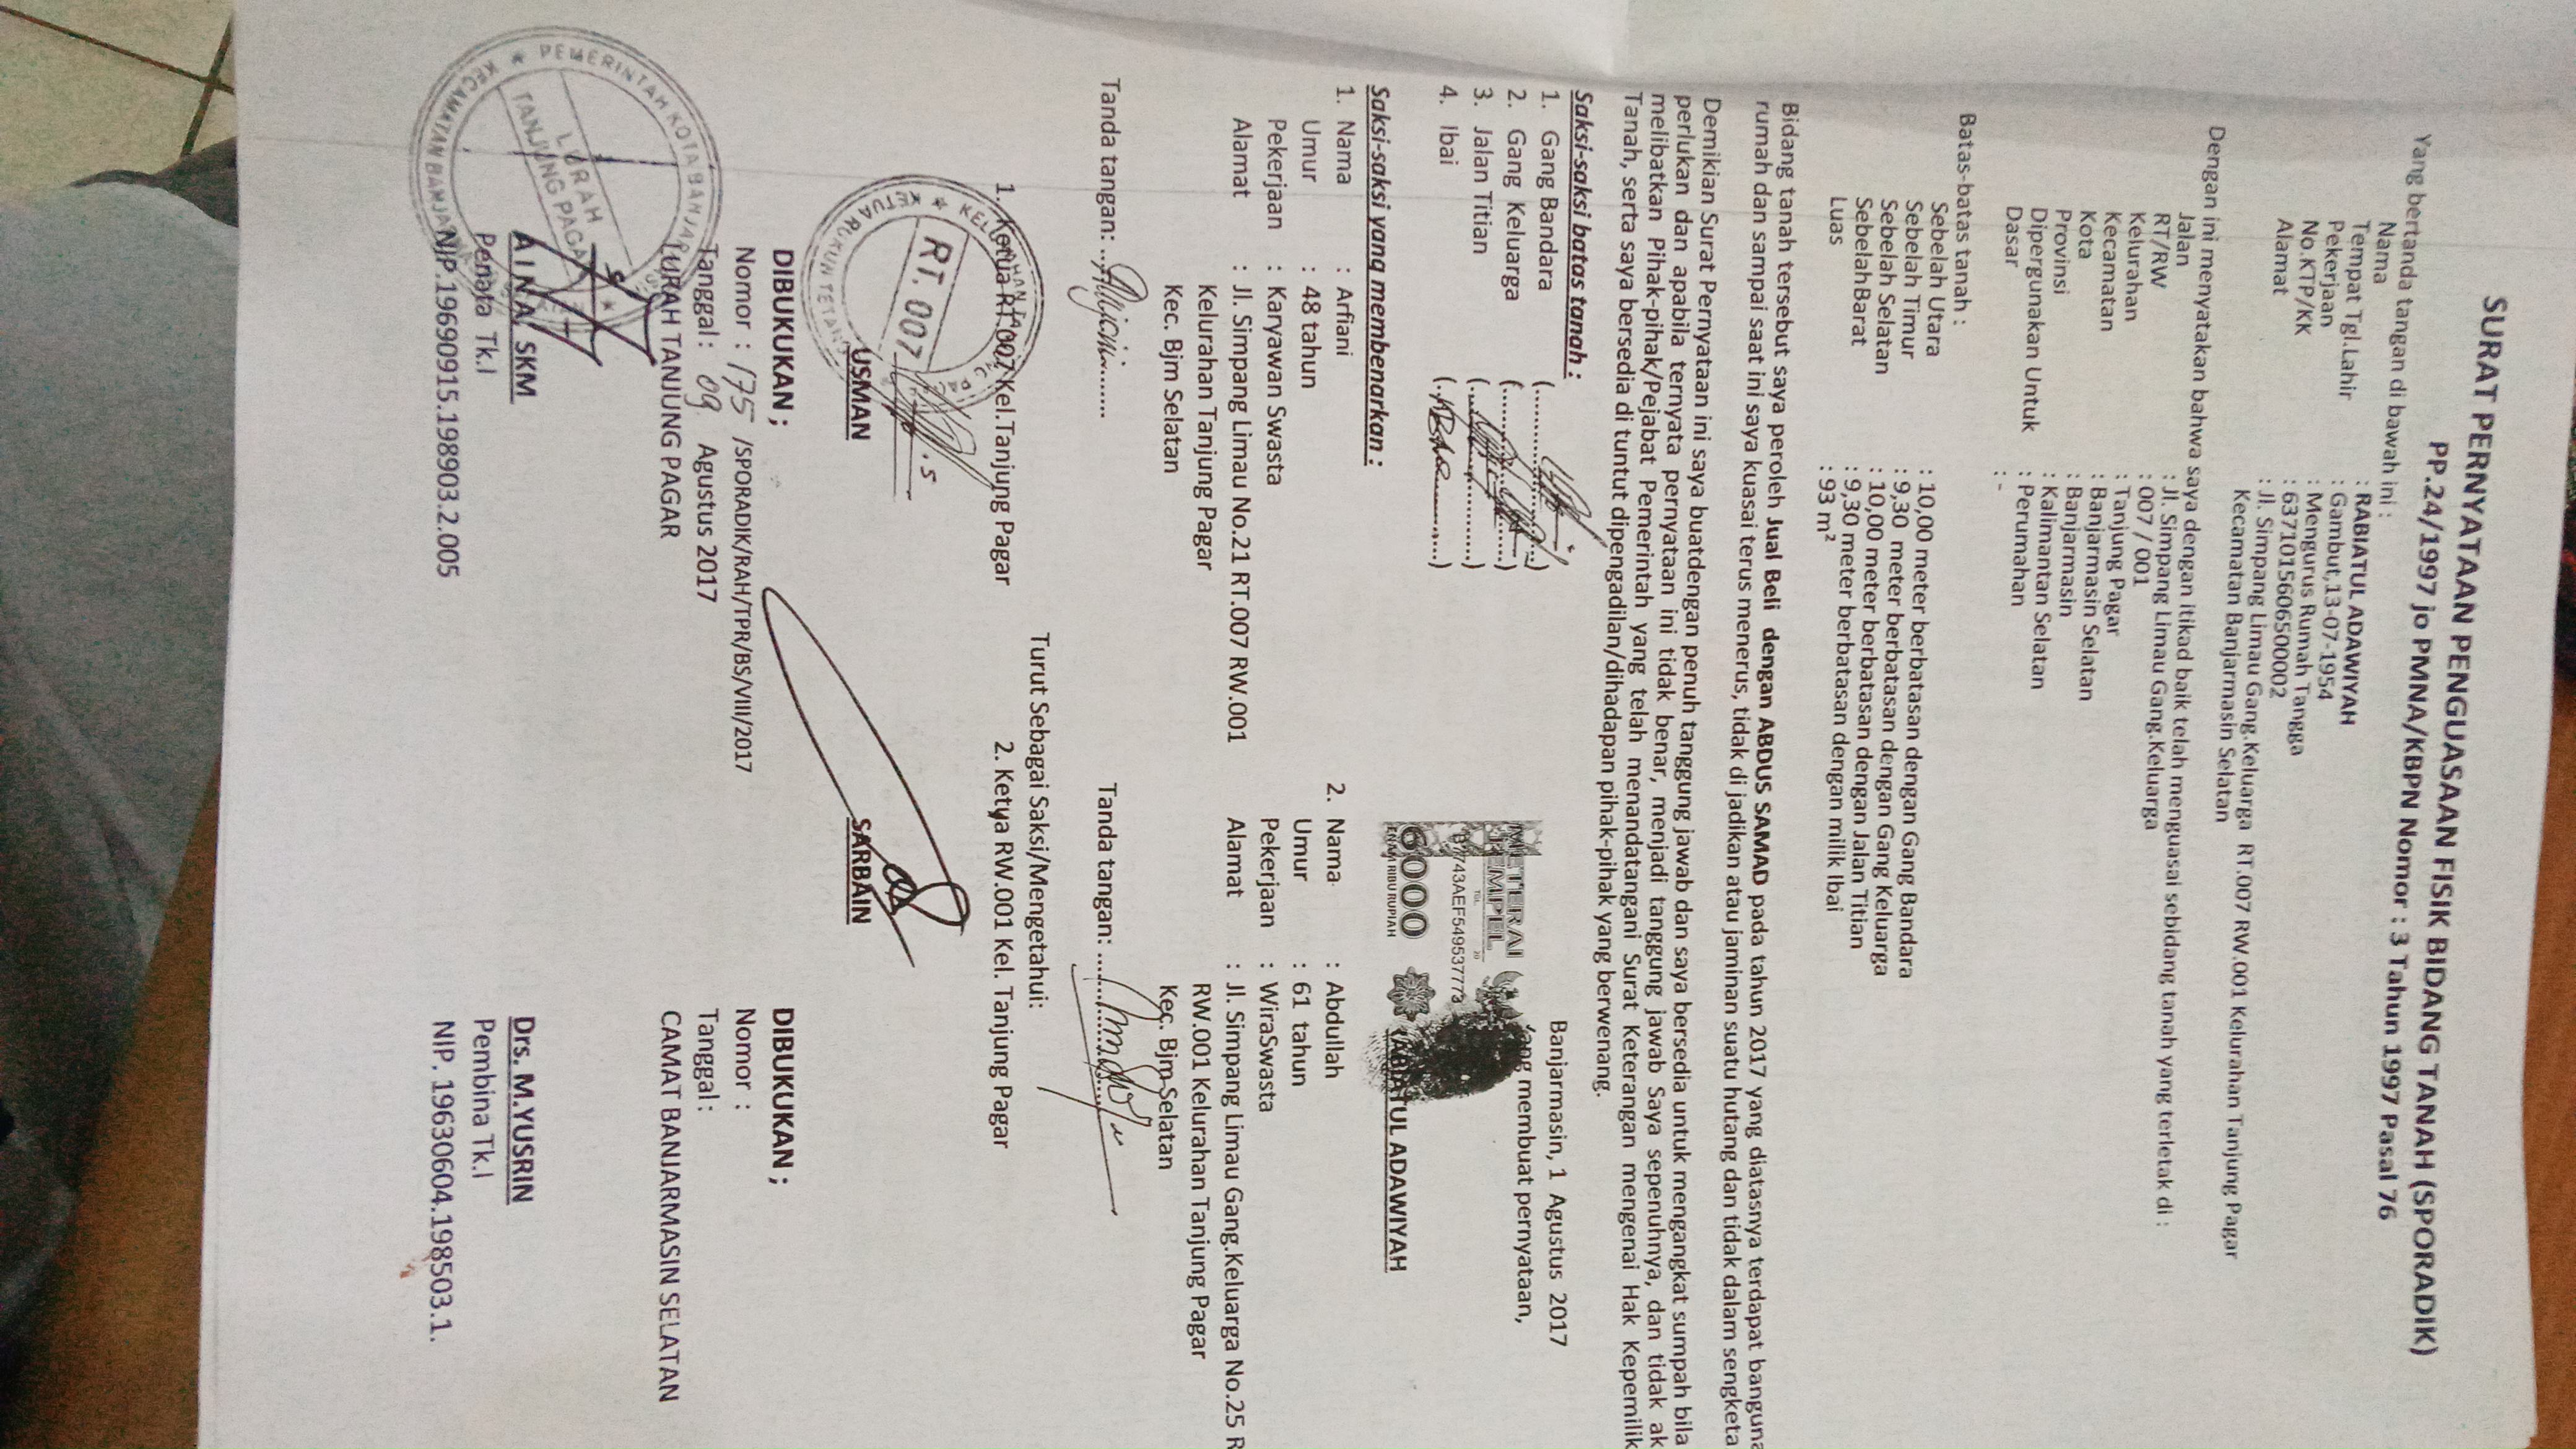 SURAT PERNYATAAN PENGUASAAN FISIK BIDANG TANAH (SPORADIK)
PP.24/1997 jo PMNA/KBPN Nomor : 3 Tahun 1997 Pasal 76
Yang bertanda tangan di bawah ini :
Nama : RABIATUL ADAWIYAH
Tempat Tgl.Lahir : Gambut,13-07-1954
Pekerjaan : Mengurus Rumah Tangga
No.KTP/KK : 6371015606500002
Alamat : Jl. Simpang Limau Gang.Keluarga RT.007 RW.001 Kelurahan Tanjung Pagar
Kecamatan Banjarmasin Selatan
Dengan ini menyatakan bahwa saya dengan itikad baik telah menguasai sebidang tanah yang terletak di :
Jalan : Jl. Simpang Limau Gang.Keluarga
RT/RW : 007 / 001
Kelurahan : Tanjung Pagar
Kecamatan : Banjarmasin Selatan
Kota : Banjarmasin
Provinsi : Kalimantan Selatan
Dipergunakan Untuk : Perumahan
Dasar : -
Batas-batas tanah :
Sebelah Utara : 10,00 meter berbatasan dengan Gang Bandara
Sebelah Timur : 9,30 meter berbatasan dengan Gang Keluarga
Sebelah Selatan : 10,00 meter berbatasan dengan Jalan Titian
SebelahBarat : 9,30 meter berbatasan dengan milik Ibai
Luas : 93 m²
Bidang tanah tersebut saya peroleh Jual Beli dengan ABDUS SAMAD pada tahun 2017 yang diatasnya terdapat banguna
rumah dan sampai saat ini saya kuasai terus menerus, tidak di jadikan atau jaminan suatu hutang dan tidak dalam sengketa
Demikian Surat Pernyataan ini saya buatdengan penuh tanggung jawab dan saya bersedia untuk mengangkat sumpah bila
perlukan dan apabila ternyata pernyataan ini tidak benar, menjadi tanggung jawab Saya sepenuhnya, dan tidak ak
melibatkan Pihak-pihak/Pejabat Pemerintah yang telah menandatangani Surat Keterangan mengenai Hak Kepemilik
Tanah, serta saya bersedia di tuntut dipengadilan/dihadapan pihak-pihak yang berwenang.
Saksi-saksi batas tanah :
1. Gang Bandara
2. Gang Keluarga
3. Jalan Titian
4. Ibai
Banjarmasin, 1 Agustus 2017
Yang membuat pernyataan,
METERAI
TEMPEL
TGL
20
6000
ENAM RIBU RUPIAH
RABIATUL ADAWIYAH
Saksi-saksi yang membenarkan :
1. Nama : Arfiani
Umur : 48 tahun
Pekerjaan : Karyawan Swasta
Alamat : Jl. Simpang Limau No.21 RT.007 RW.001
Kelurahan Tanjung Pagar
Kec. Bjm Selatan
Tanda tangan:
2. Nama : Abdullah
Umur : 61 tahun
Pekerjaan : WiraSwasta
Alamat : Jl. Simpang Limau Gang.Keluarga No.25 R
RW.001 Kelurahan Tanjung Pagar
Kec. Bjm Selatan
Tanda tangan:
Turut Sebagai Saksi/Mengetahui:
1. Ketua RT.007 Kel.Tanjung Pagar
2. Ketua RW.001 Kel. Tanjung Pagar
RT. 007
USMAN
SARBAIN
DIBUKUKAN ;
Nomor : 175 /SPORADIK/RAH/TPR/BS/VIII/2017
Tanggal : 09 Agustus 2017
LURAH TANJUNG PAGAR
PEMERINTAH KOTA BANJARMASIN
LURAH
TANJUNG PAGAR
A I N A, SKM
Penata Tk.I
NIP.19690915.198903.2.005
DIBUKUKAN ;
Nomor :
Tanggal :
CAMAT BANJARMASIN SELATAN
Drs. M.YUSRIN
Pembina Tk.I
NIP. 19630604.198503.1.